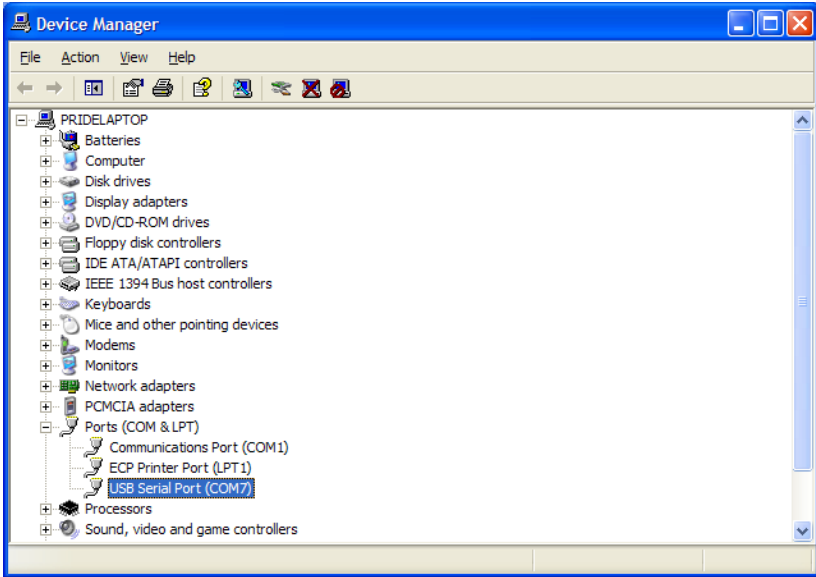 Device Manager
File Action View Help
PRIDELAPTOP
Batteries
Computer
Disk drives
Display adapters
DVD/CD-ROM drives
Floppy disk controllers
IDE ATA/ATAPI controllers
IEEE 1394 Bus host controllers
Keyboards
Mice and other pointing devices
Modems
Monitors
Network adapters
PCMCIA adapters
Ports (COM & LPT)
Communications Port (COM1)
ECP Printer Port (LPT1)
USB Serial Port (COM7)
Processors
Sound, video and game controllers